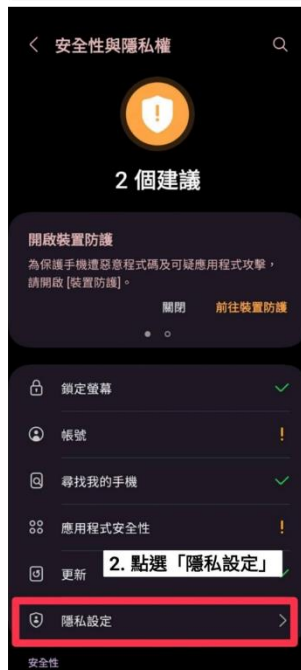 安全性與隱私權
2 個建議
開啟裝置防護
為保護手機遭惡意程式碼及可疑應用程式攻擊，
請開啟 [裝置防護]。
關閉
前往裝置防護
鎖定螢幕
帳號
尋找我的手機
應用程式安全性
2. 點選「隱私設定」
更新
隱私設定
安全性